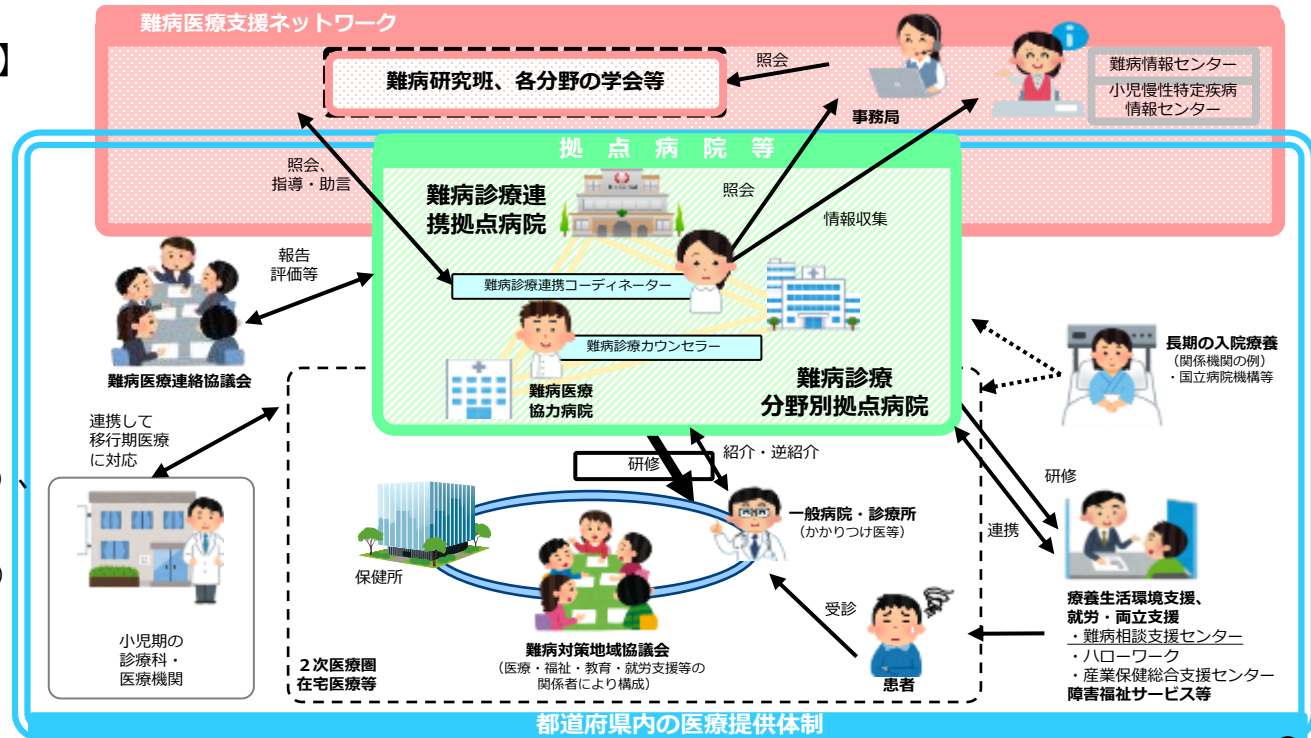 難病医療支援ネットワーク
】
難病研究班、各分野の学会等
照会
事務局
難病情報センター
小児慢性特定疾病
情報センター
拠点病院等
照会、
指導・助言
難病診療連
携拠点病院
照会
情報収集
報告
評価等
難病診療連携コーディネーター
難病診療カウンセラー
難病医療連絡協議会
難病医療
協力病院
難病診療
分野別拠点病院
長期の入院療養
（関係機関の例）
・国立病院機構等
連携して
移行期医療
に対応
研修
紹介・逆紹介
研修
連携
）、
一般病院・診療所
（かかりつけ医等）
保健所
）
受診
小児期の
診療科・
医療機関
２次医療圏
在宅医療等
難病対策地域協議会
（医療・福祉・教育・就労支援等の
関係者により構成）
患者
療養生活環境支援、
就労・両立支援
・難病相談支援センター
・ハローワーク
・産業保健総合支援センター
障害福祉サービス等
都道府県内の医療提供体制